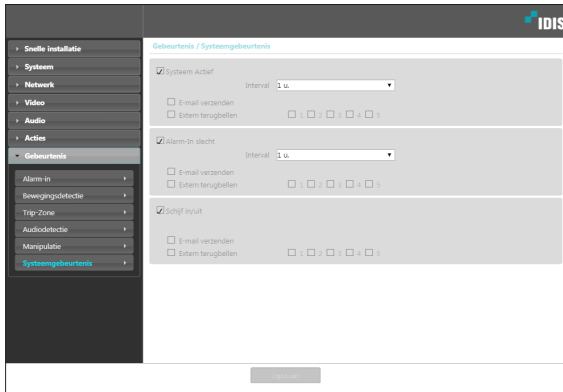 IDIS
Snelle installatie
Systeem
Netwerk
Video
Audio
Acties
Gebeurtenis
Alarm-in
Bewegingsdetectie
Trip-Zone
Audiodetectie
Manipulatie
Systeemgebeurtenis
Gebeurtenis / Systeemgebeurtenis
Systeem Actief
Interval 1 u.
E-mail verzenden
Extern terugbellen 1 2 3 4 5
Alarm-In slecht
Interval 1 u.
E-mail verzenden
Extern terugbellen 1 2 3 4 5
Schijf in/uit
E-mail verzenden
Extern terugbellen 1 2 3 4 5